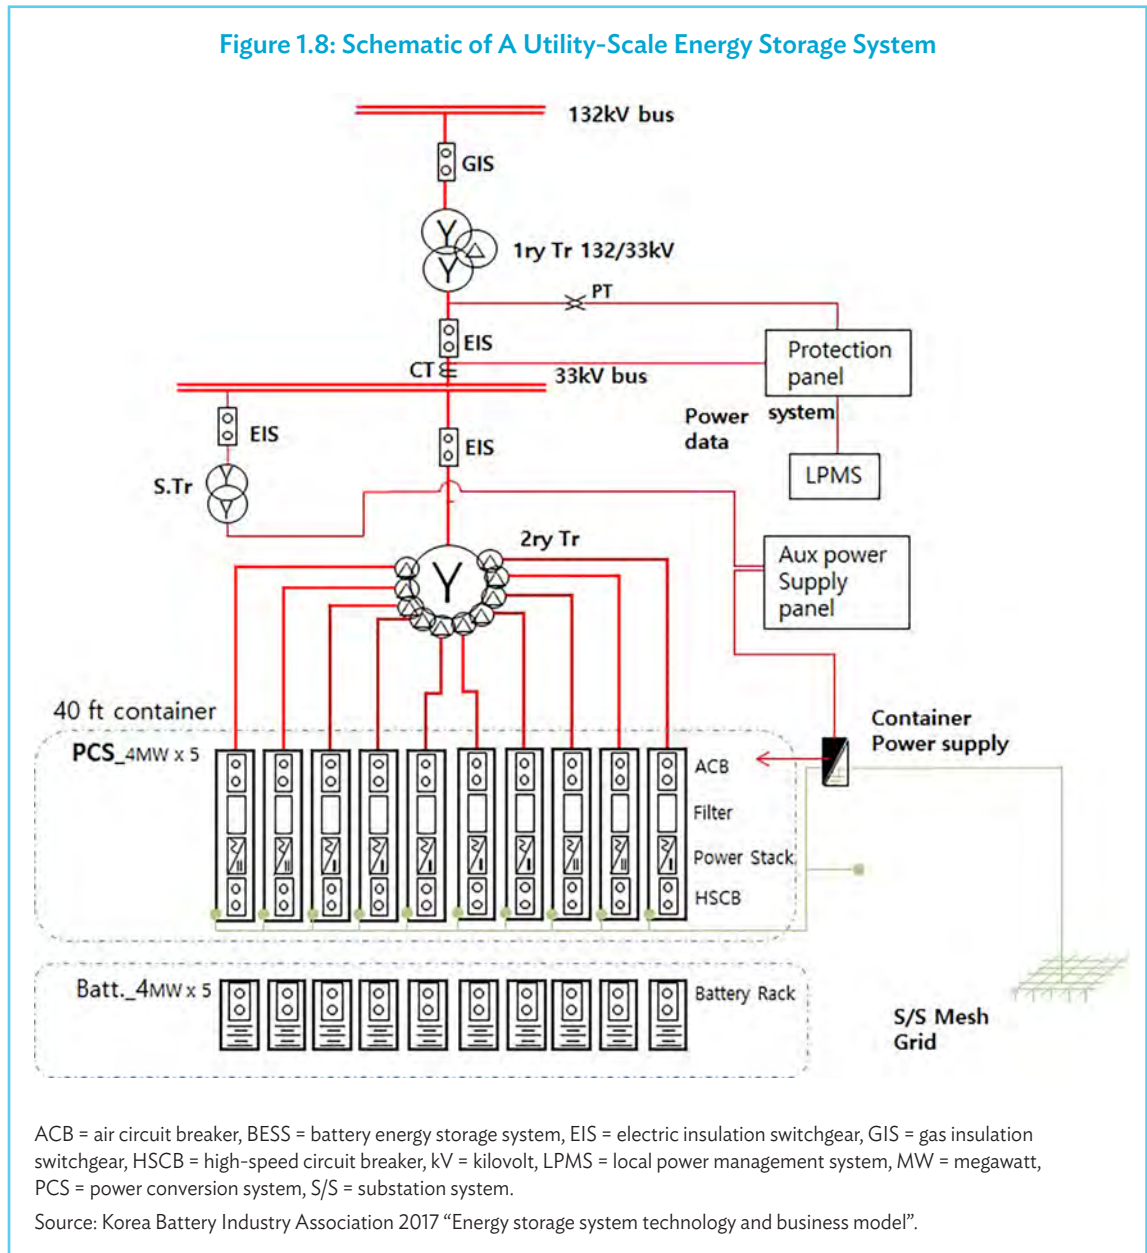 Figure 1.8: Schematic of A Utility-Scale Energy Storage System
132kV bus
GIS
Y
Y
1ry Tr 132/33kV
PT
EIS
CT
33kV bus
Protection
panel
Power system
data
LPMS
EIS
EIS
S.Tr
Y
Y
2ry Tr
Y
Aux power
Supply
panel
40 ft container
PCS_4MW x 5
Container
Power supply
ACB
Filter
Power Stack
HSCB
Batt._4MW x 5
Battery Rack
S/S Mesh
Grid
ACB = air circuit breaker, BESS = battery energy storage system, EIS = electric insulation switchgear, GIS = gas insulation
switchgear, HSCB = high-speed circuit breaker, kV = kilovolt, LPMS = local power management system, MW = megawatt,
PCS = power conversion system, S/S = substation system.
Source: Korea Battery Industry Association 2017 “Energy storage system technology and business model”.